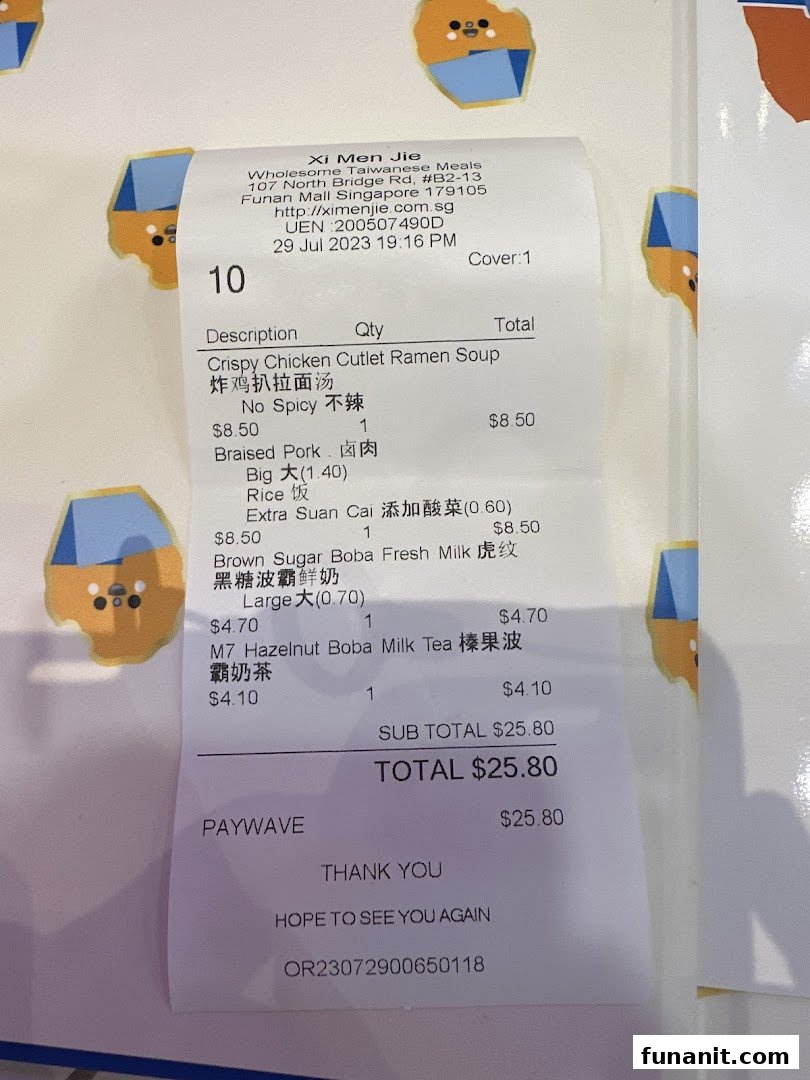 Xi Men Jie
Wholesome Taiwanese Meals
107 North Bridge Rd, #B2-13
Funan Mall Singapore 179105
http://ximenjie.com.sg
UEN :200507490D
29 Jul 2023 19:16 PM
Cover:1
10
Description Qty Total
Crispy Chicken Cutlet Ramen Soup
炸鸡扒拉面汤
No Spicy 不辣
$8.50 1 $8.50
Braised Pork . 卤肉
Big 大(1.40)
Rice 饭
Extra Suan Cai 添加酸菜(0.60)
$8.50 1 $8.50
Brown Sugar Boba Fresh Milk 虎纹
黑糖波霸鲜奶
Large大(0.70)
$4.70 1 $4.70
M7 Hazelnut Boba Milk Tea 榛果波
霸奶茶
$4.10 1 $4.10
SUB TOTAL $25.80
TOTAL $25.80
PAYWAVE $25.80
THANK YOU
HOPE TO SEE YOU AGAIN
OR23072900650118
funanit.com